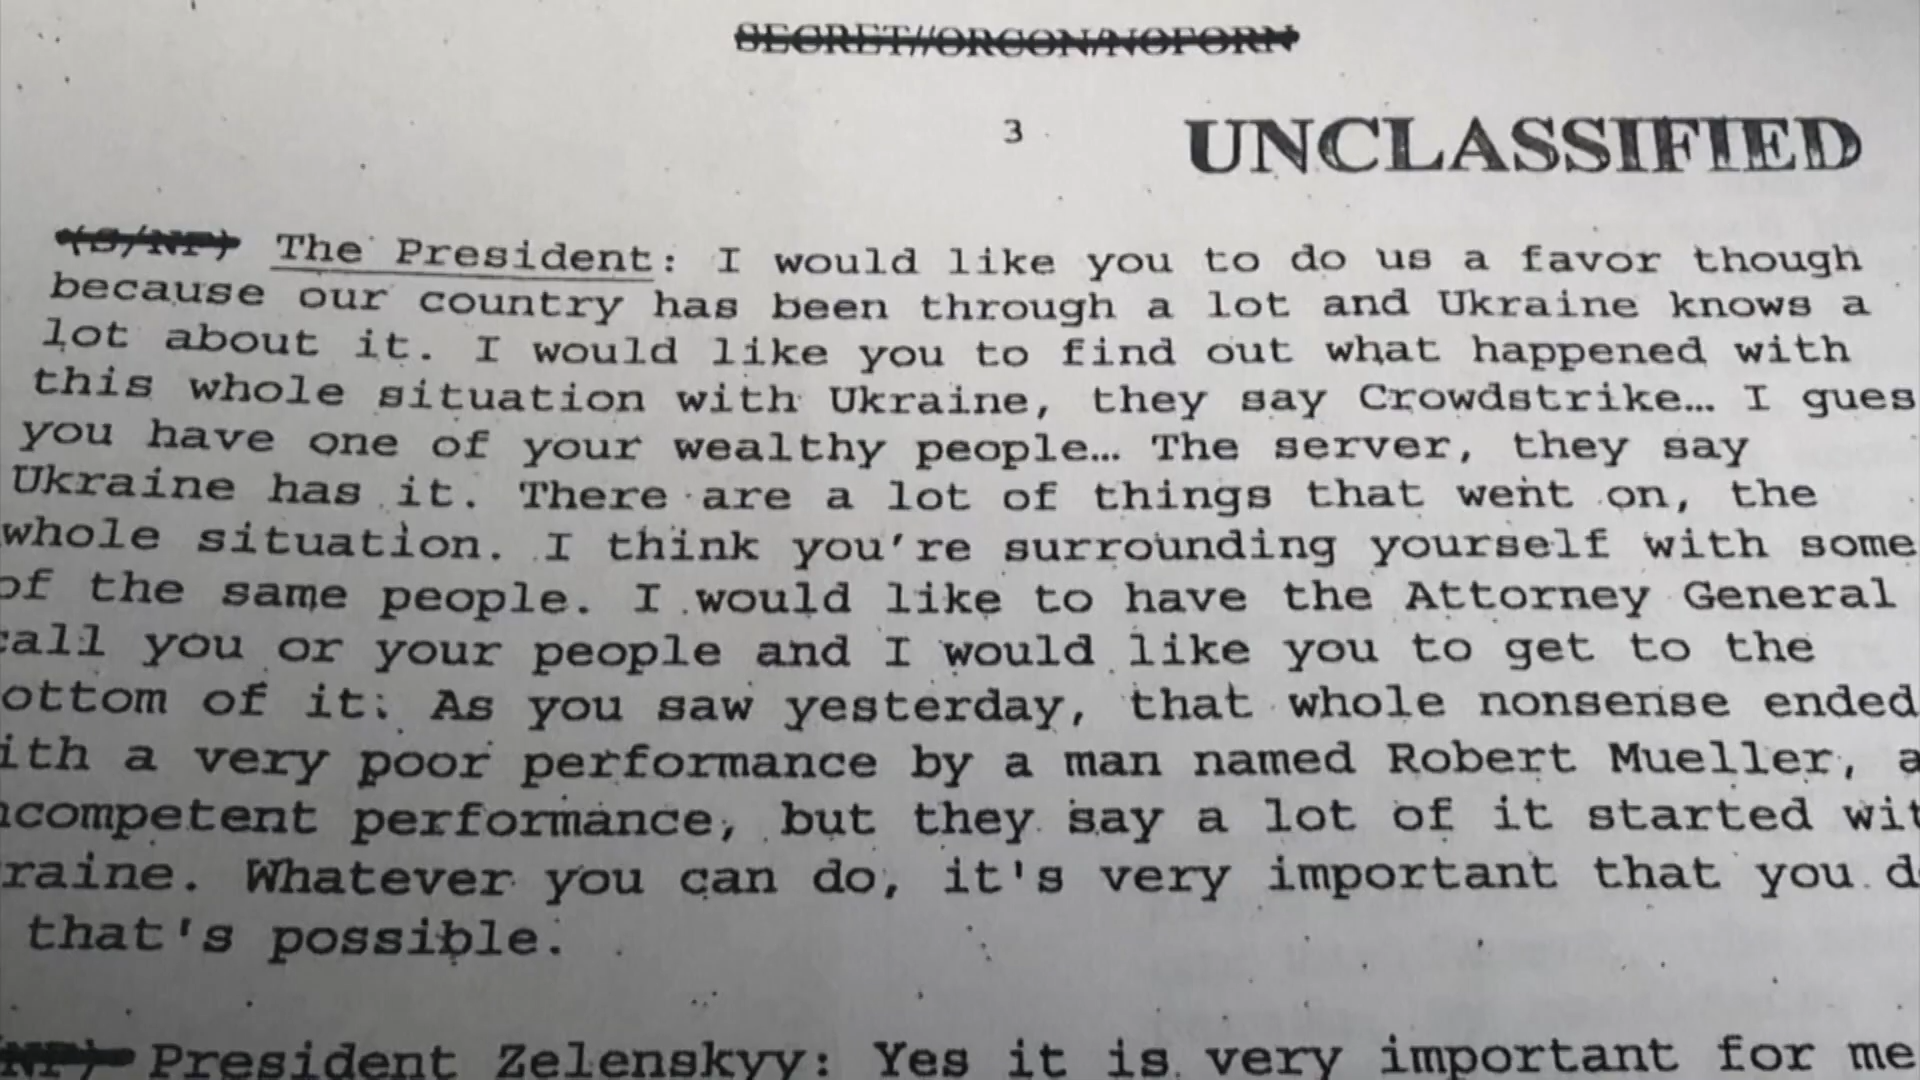 SECRET//ORCON/NOFORN
3
UNCLASSIFIED
(S/NF) The President: I would like you to do us a favor though
because our country has been through a lot and Ukraine knows a
lot about it. I would like you to find out what happened with
this whole situation with Ukraine, they say Crowdstrike… I gues
you have one of your wealthy people… The server, they say
Ukraine has it. There are a lot of things that went on, the
whole situation. I think you're surrounding yourself with some
of the same people. I would like to have the Attorney General
call you or your people and I would like you to get to the
ottom of it. As you saw yesterday, that whole nonsense ended
ith a very poor performance by a man named Robert Mueller, a
ncompetent performance, but they say a lot of it started wit
raine. Whatever you can do, it's very important that you d
that's possible.
NF) President Zelenskyy: Yes it is very important for me